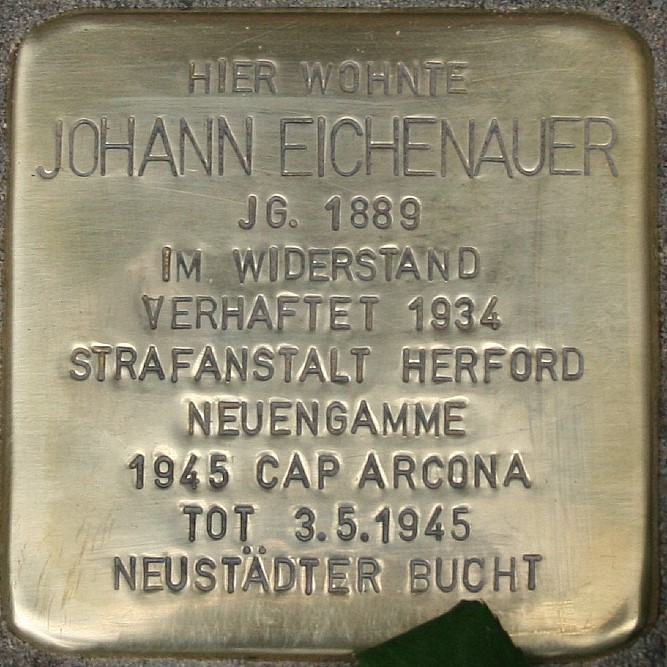 HIER WOHNTE
JOHANN EICHENAUER
JG. 1889
IM WIDERSTAND
VERHAFTET 1934
STRAFANSTALT HERFORD
NEUENGAMME
1945 CAP ARCONA
TOT 3.5.1945
NEUSTÄDTER BUCHT